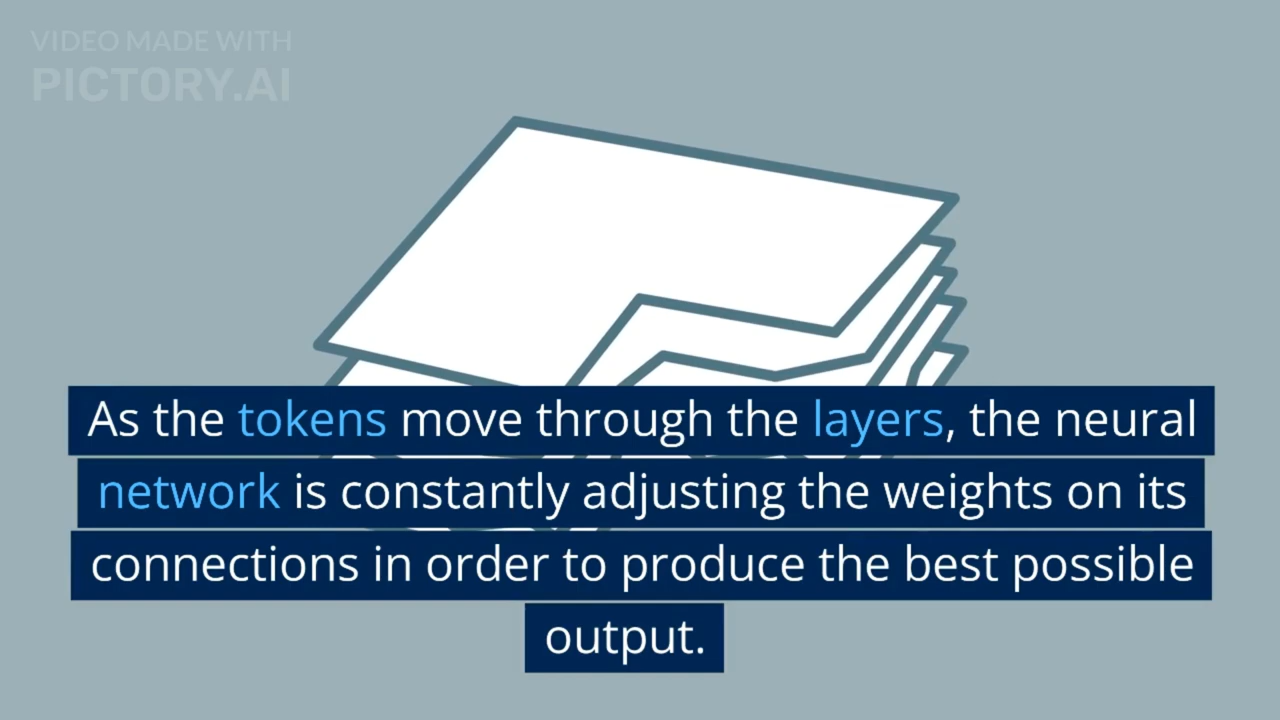 VIDEO MADE WITH
PICTORY.AI
As the tokens move through the layers, the neural
network is constantly adjusting the weights on its
connections in order to produce the best possible
output.